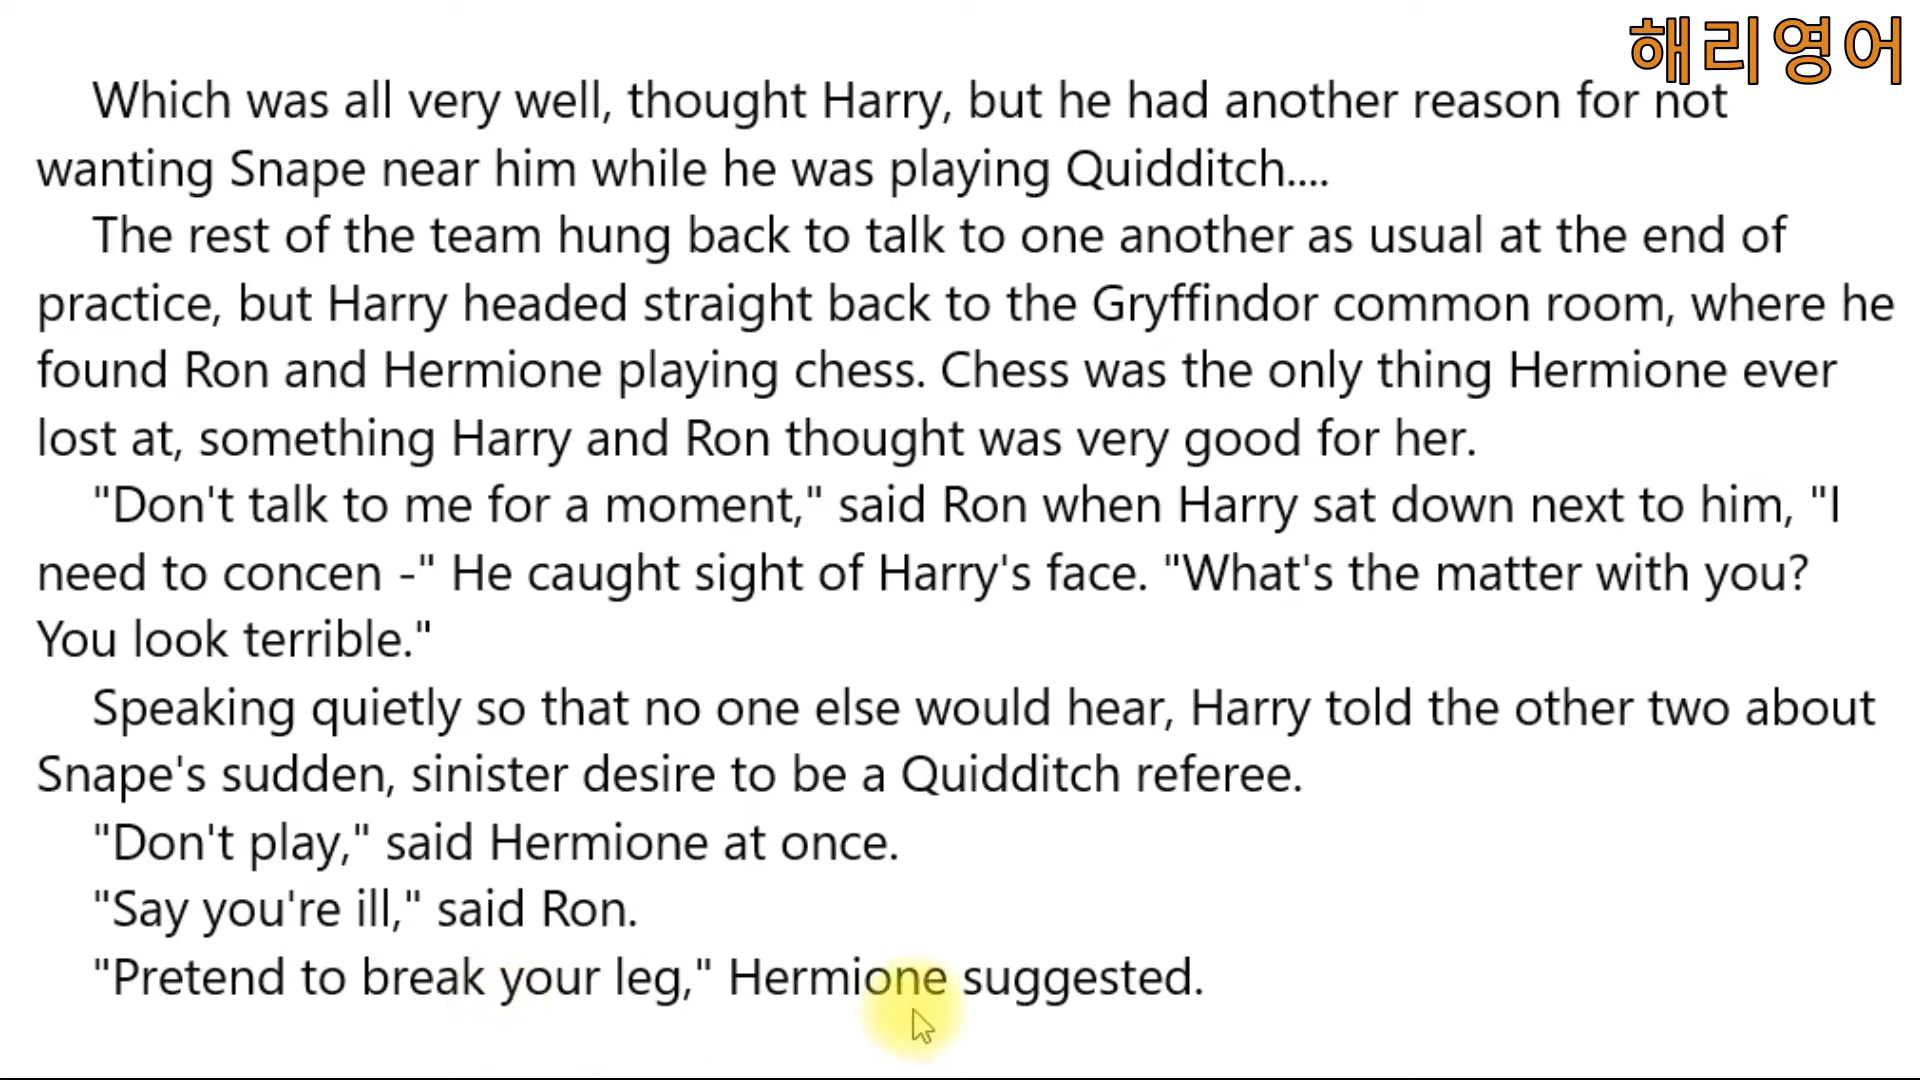 해리영어
Which was all very well, thought Harry, but he had another reason for not
wanting Snape near him while he was playing Quidditch....
The rest of the team hung back to talk to one another as usual at the end of
practice, but Harry headed straight back to the Gryffindor common room, where he
found Ron and Hermione playing chess. Chess was the only thing Hermione ever
lost at, something Harry and Ron thought was very good for her.
"Don't talk to me for a moment," said Ron when Harry sat down next to him, "I
need to concen -" He caught sight of Harry's face. "What's the matter with you?
You look terrible."
Speaking quietly so that no one else would hear, Harry told the other two about
Snape's sudden, sinister desire to be a Quidditch referee.
"Don't play," said Hermione at once.
"Say you're ill," said Ron.
"Pretend to break your leg," Hermione suggested.